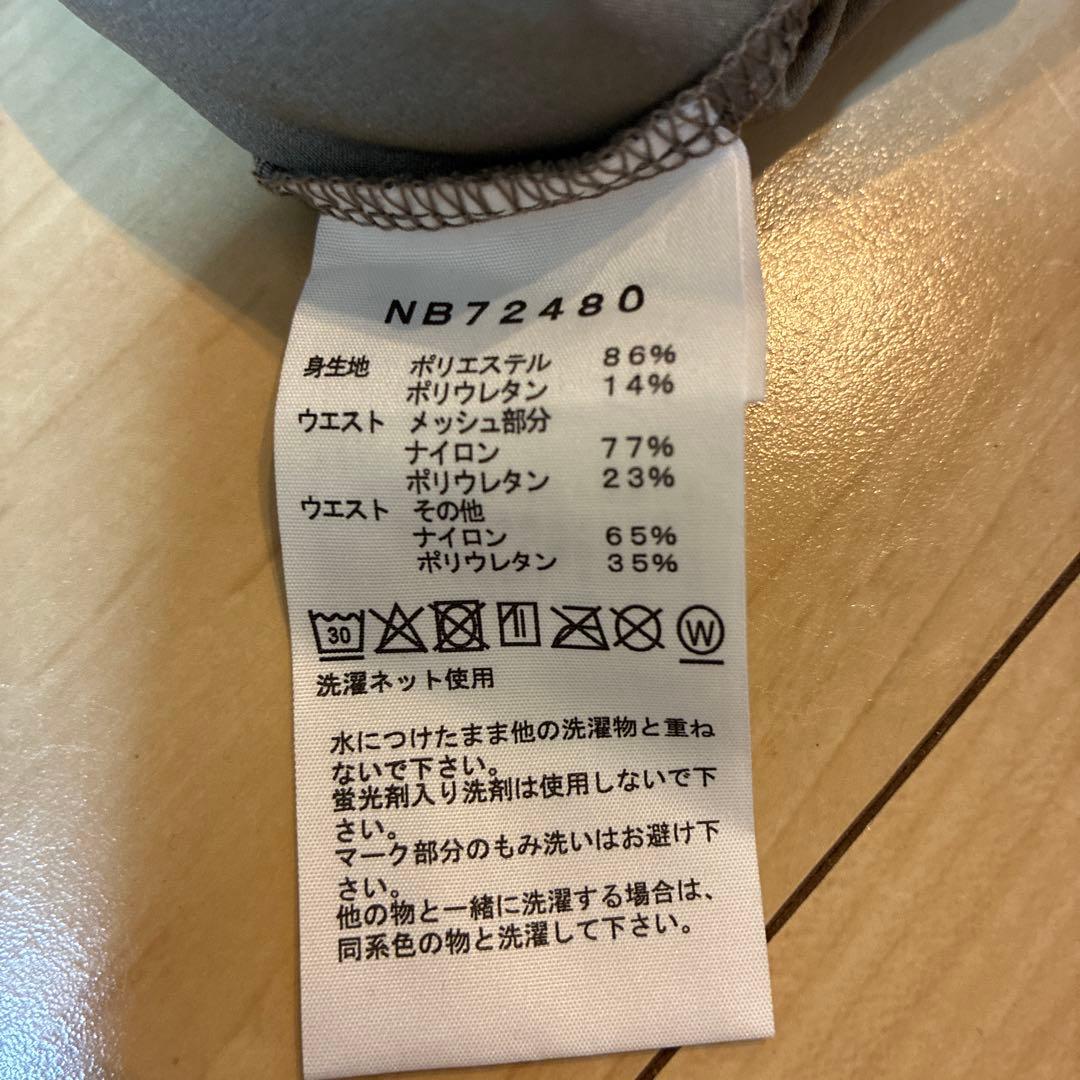 NB72480
身生地 ポリエステル 86%
ポリウレタン 14%
ウエスト メッシュ部分
ナイロン 77%
ポリウレタン 23%
ウエスト その他
ナイロン 65%
ポリウレタン 35%
30 W
洗濯ネット使用
水につけたまま他の洗濯物と重ね
ないで下さい。
蛍光剤入り洗剤は使用しないで下
さい。
マーク部分のもみ洗いはお避け下
さい。
他の物と一緒に洗濯する場合は、
同系色の物と洗濯して下さい。